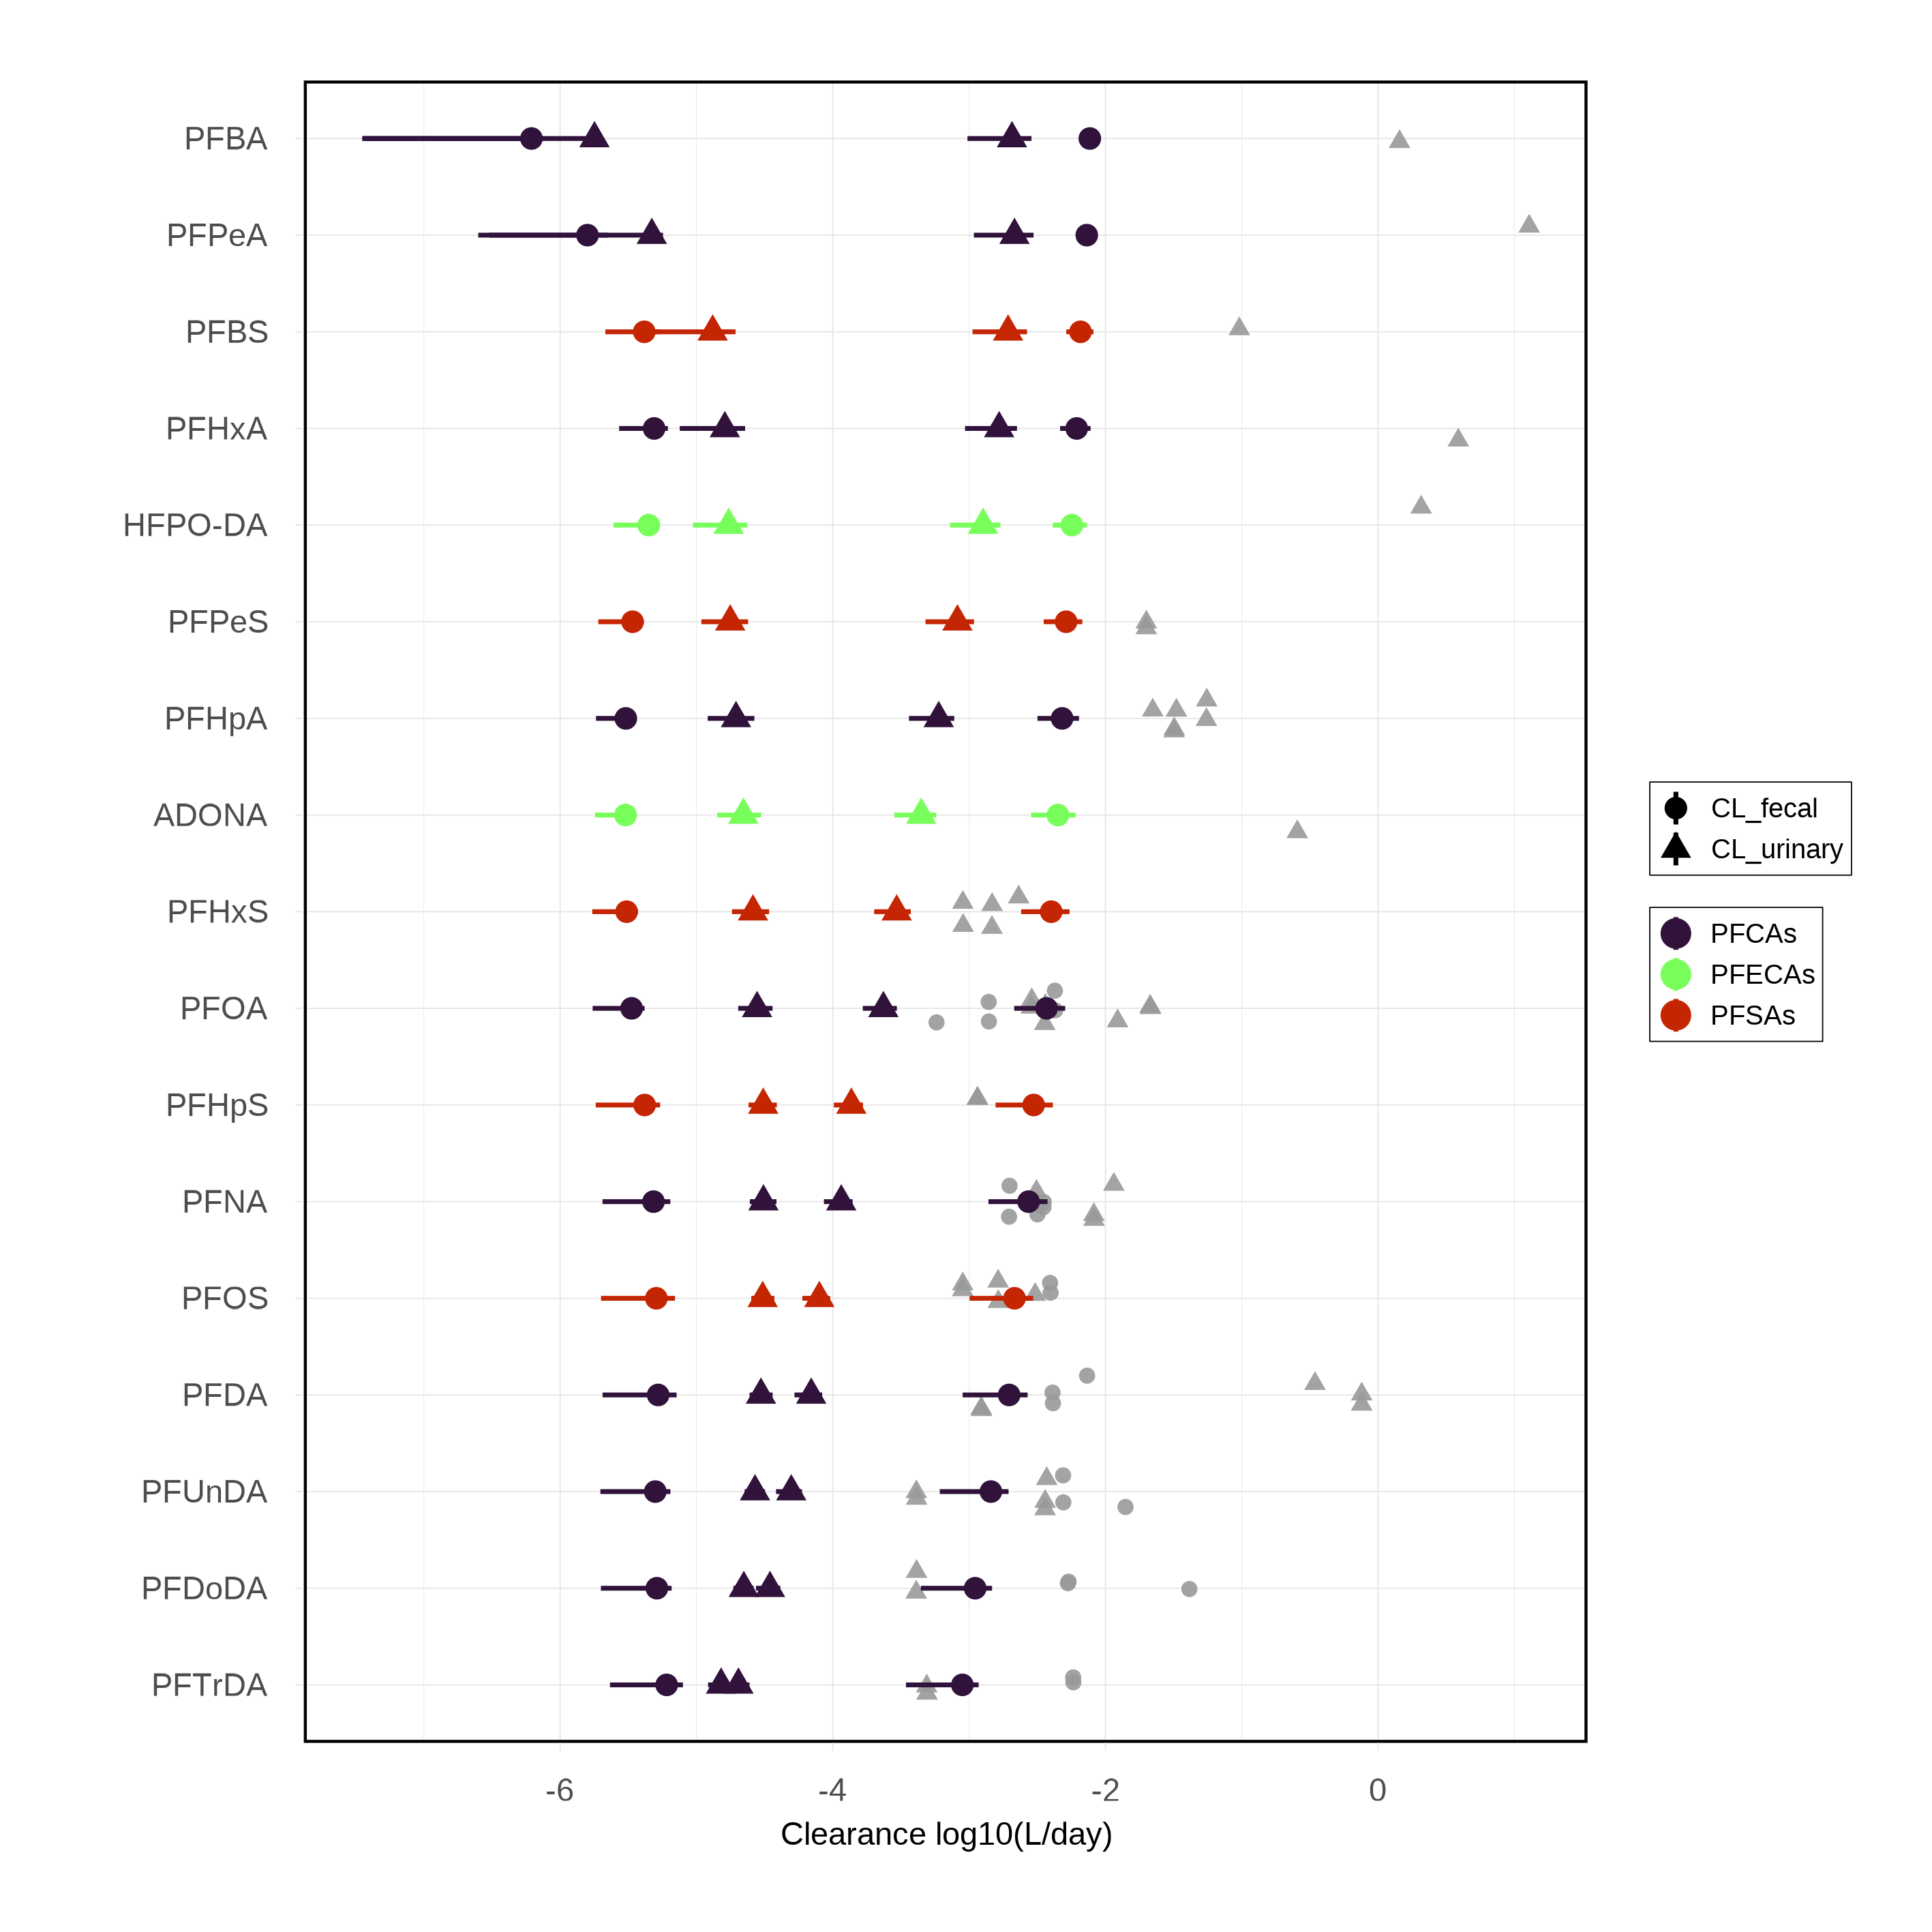 PFBA
PFPeA
PFBS
PFHxA
HFPO-DA
PFPeS
PFHpA
ADONA
PFHxS
PFOA
PFHpS
PFNA
PFOS
PFDA
PFUnDA
PFDoDA
PFTrDA
-6 -4 -2 0
Clearance log10(L/day)
CL_fecal
CL_urinary
PFCAs
PFECAs
PFSAs